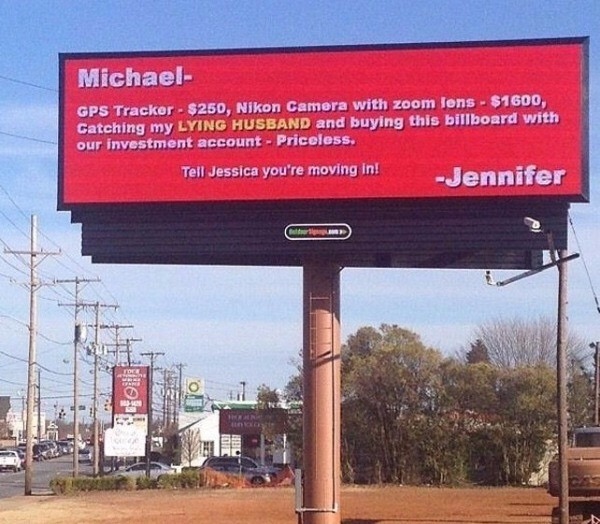 Michael-
GPS Tracker - $250, Nikon Camera with zoom lens - $1600,
Catching my LYING HUSBAND and buying this billboard with
our investment account - Priceless.
Tell Jessica you're moving in!
-Jennifer